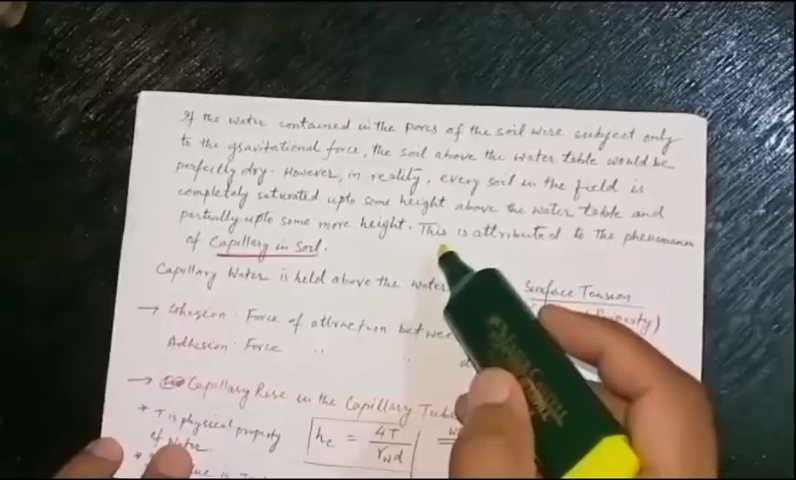 If the water contained in the pores of the soil were subject only
to the gravitational force, the soil above the water table would be
perfectly dry. However, in reality, every soil in the field is
completely saturated upto some height above the water table and
partially upto some more height. This is attributed to the phenomenon
of Capillary in Soil.
Capillary Water is held above the water Surface Tension
→ Cohesion . Force of attraction betwee Property)
Adhesion . Force " "
→ Capillary Rise in the Capillary Tube
* T is physical property
of Water
hc = 4T / γw d
*